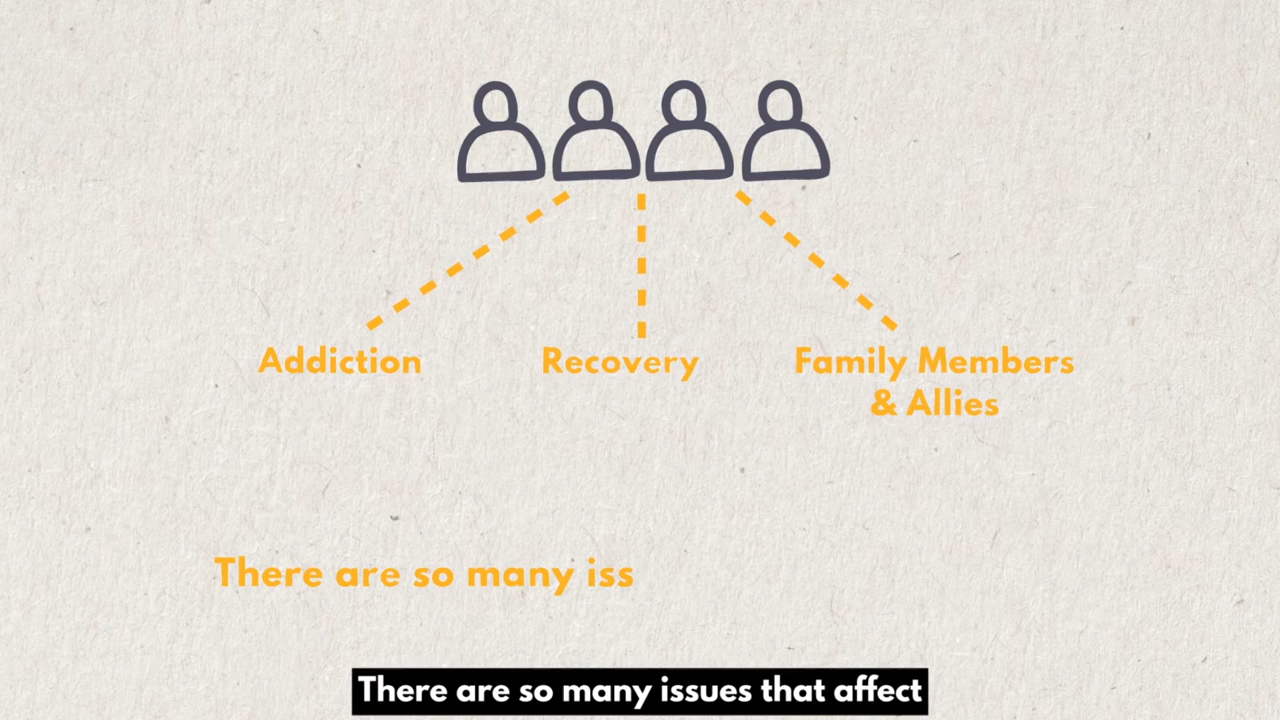 Addiction
Recovery
Family Members
& Allies
There are so many iss
There are so many issues that affect